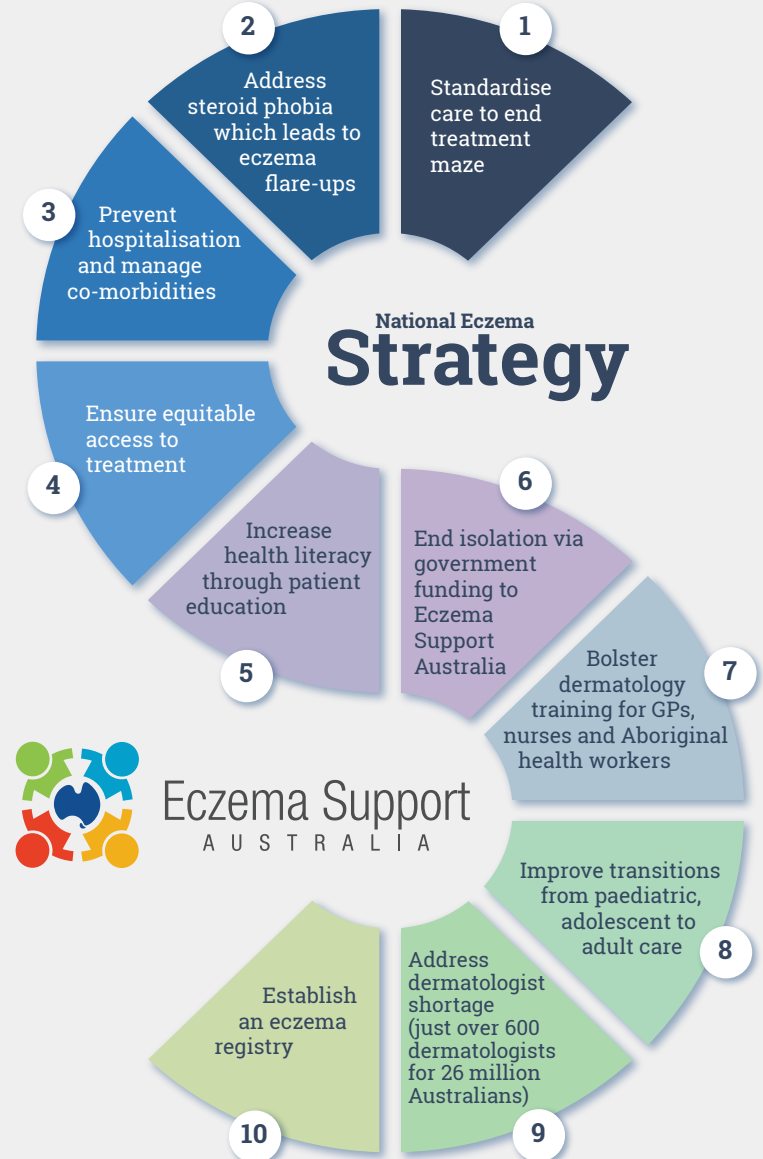 1
Standardise
care to end
treatment
maze
2
Address
steroid phobia
which leads to
eczema
flare-ups
3
Prevent
hospitalisation
and manage
co-morbidities
National Eczema
Strategy
4
Ensure equitable
access to
treatment
5
Increase
health literacy
through patient
education
6
End isolation via
government
funding to
Eczema
Support
Australia
7
Bolster
dermatology
training for GPs,
nurses and Aboriginal
health workers
Eczema Support
AUSTRALIA
8
Improve transitions
from paediatric,
adolescent to
adult care
9
Address
dermatologist
shortage
(just over 600
dermatologists
for 26 million
Australians)
10
Establish
an eczema
registry